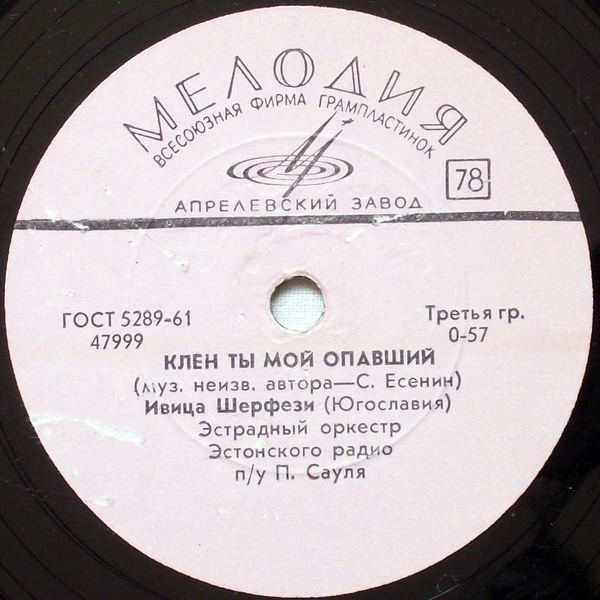 МЕЛОДИЯ
ВСЕСОЮЗНАЯ ФИРМА ГРАМПЛАСТИНОК
78
АПРЕЛЕВСКИЙ ЗАВОД
ГОСТ 5289-61
47999
Третья гр.
0-57
КЛЕН ТЫ МОЙ ОПАВШИЙ
(муз. неизв. автора—С. Есенин)
Ивица Шерфези (Югославия)
Эстрадный оркестр
Эстонского радио
п/у П. Сауля